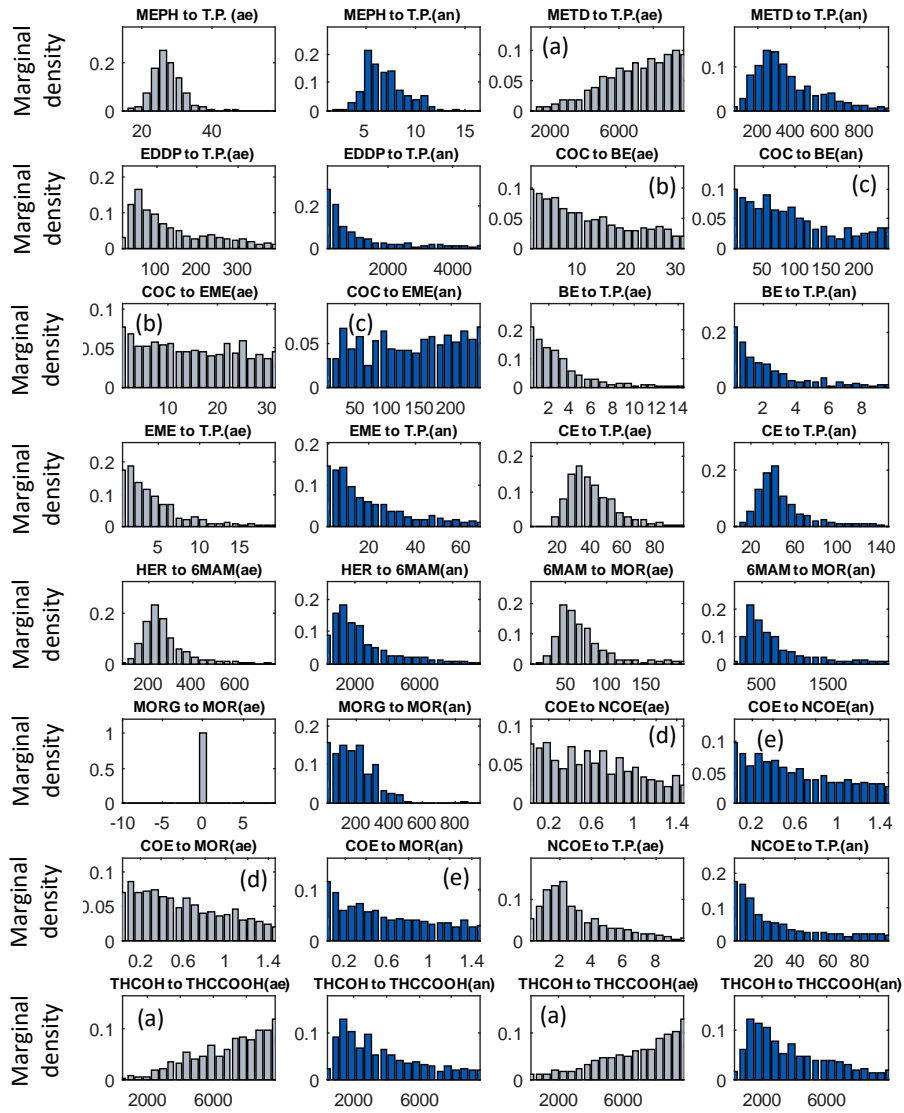 MEPH to T.P. (ae) MEPH to T.P.(an) METD to T.P.(ae) METD to T.P.(an)
Marginal density
0.2 0
20 40
0.2 0.1 0
5 10 15
(a)
0.1 0.05 0
2000 6000
0.1 0
200 400 600 800
EDDP to T.P.(ae) EDDP to T.P.(an) COC to BE(ae) COC to BE(an)
Marginal density
0.2 0.1 0
100 200 300
0.2 0
2000 4000
(b)
0.1 0.05 0
10 20 30
(c)
0.1 0.05 0
50 100 150 200
COC to EME(ae) COC to EME(an) BE to T.P.(ae) BE to T.P.(an)
Marginal density
(b)
0.1 0.05 0
10 20 30
(c)
0.05 0
50 100 150 200
0.2 0.1 0
2 4 6 8 10 12 14
0.2 0
2 4 6 8
EME to T.P.(ae) EME to T.P.(an) CE to T.P.(ae) CE to T.P.(an)
Marginal density
0.2 0.1 0
5 10 15
0.2 0.1 0
20 40 60
0.2 0.1 0
20 40 60 80
0.2 0
20 60 100 140
HER to 6MAM(ae) HER to 6MAM(an) 6MAM to MOR(ae) 6MAM to MOR(an)
Marginal density
0.2 0
200 400 600
0.2 0.1 0
2000 6000
0.2 0.1 0
50 100 150
0.2 0.1 0
500 1500
MORG to MOR(ae) MORG to MOR(an) COE to NCOE(ae) COE to NCOE(an)
Marginal density
1 0.5 0
-10 -5 0 5
0.2 0.1 0
200 400 600 800
(d)
0.1 0.05 0
0.2 0.6 1 1.4
(e)
0.1 0.05 0
0.2 0.6 1 1.4
COE to MOR(ae) COE to MOR(an) NCOE to T.P.(ae) NCOE to T.P.(an)
Marginal density
(d)
0.1 0.05 0
0.2 0.6 1 1.4
(e)
0.1 0
0.2 0.6 1 1.4
0.2 0.1 0
2 4 6 8
0.2 0.1 0
20 40 60 80
THCOH to THCCOOH(ae) THCOH to THCCOOH(an) THCOH to THCCOOH(ae) THCOH to THCCOOH(an)
Marginal density
(a)
0.1 0
2000 6000
0.1 0
2000 6000
(a)
0.1 0
2000 6000
0.1 0
2000 6000